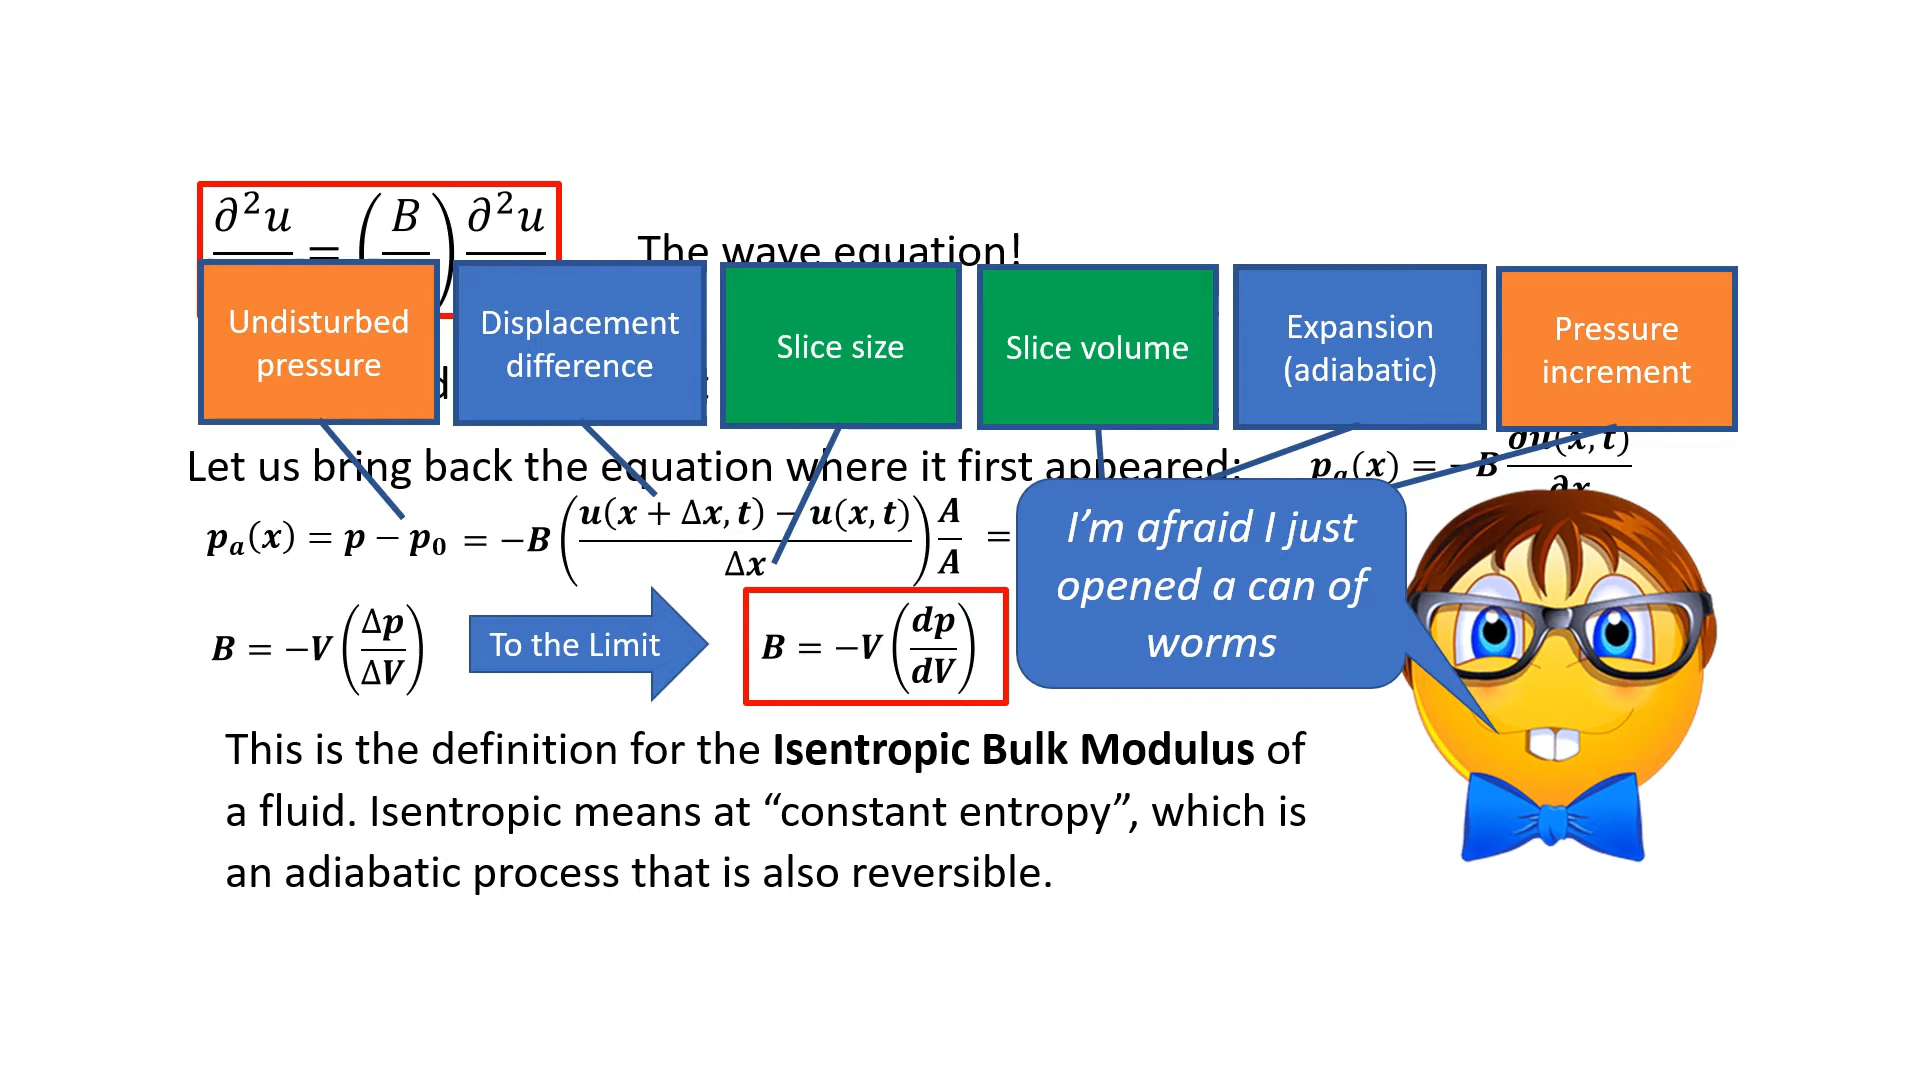 ∂²u = (B ∂²u
The wave equation!
Undisturbed
pressure
Displacement
difference
Slice size
Slice volume
Expansion
(adiabatic)
Pressure
increment
Let us bring back the equation where it first appeared:
pₐ(x) = −B ∂u(x,t)/∂x
pₐ(x) = p − p₀ = −B(u(x + Δx, t) − u(x, t)/Δx) A/A =
I’m afraid I just
opened a can of
worms
B = −V(Δp/ΔV)
To the Limit
B = −V(dp/dV)
This is the definition for the Isentropic Bulk Modulus of
a fluid. Isentropic means at “constant entropy”, which is
an adiabatic process that is also reversible.